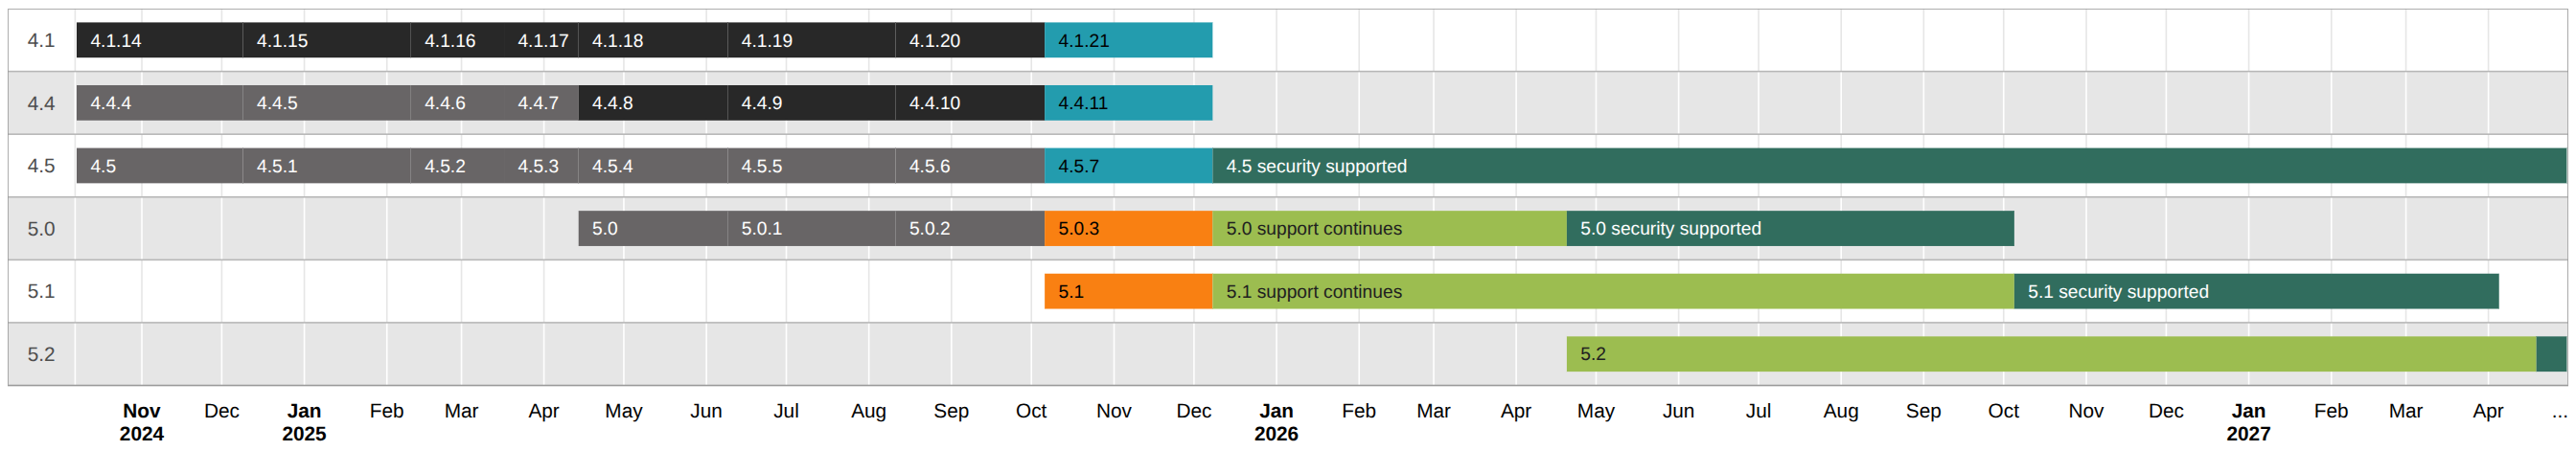 4.1 4.1.14 4.1.15 4.1.16 4.1.17 4.1.18 4.1.19 4.1.20 4.1.21
4.4 4.4.4 4.4.5 4.4.6 4.4.7 4.4.8 4.4.9 4.4.10 4.4.11
4.5 4.5 4.5.1 4.5.2 4.5.3 4.5.4 4.5.5 4.5.6 4.5.7 4.5 security supported
5.0 5.0 5.0.1 5.0.2 5.0.3 5.0 support continues 5.0 security supported
5.1 5.1 5.1 support continues 5.1 security supported
5.2 5.2
Nov Dec Jan Feb Mar Apr May Jun Jul Aug Sep Oct Nov Dec Jan Feb Mar Apr May Jun Jul Aug Sep Oct Nov Dec Jan Feb Mar Apr ...
2024 2025 2026 2027